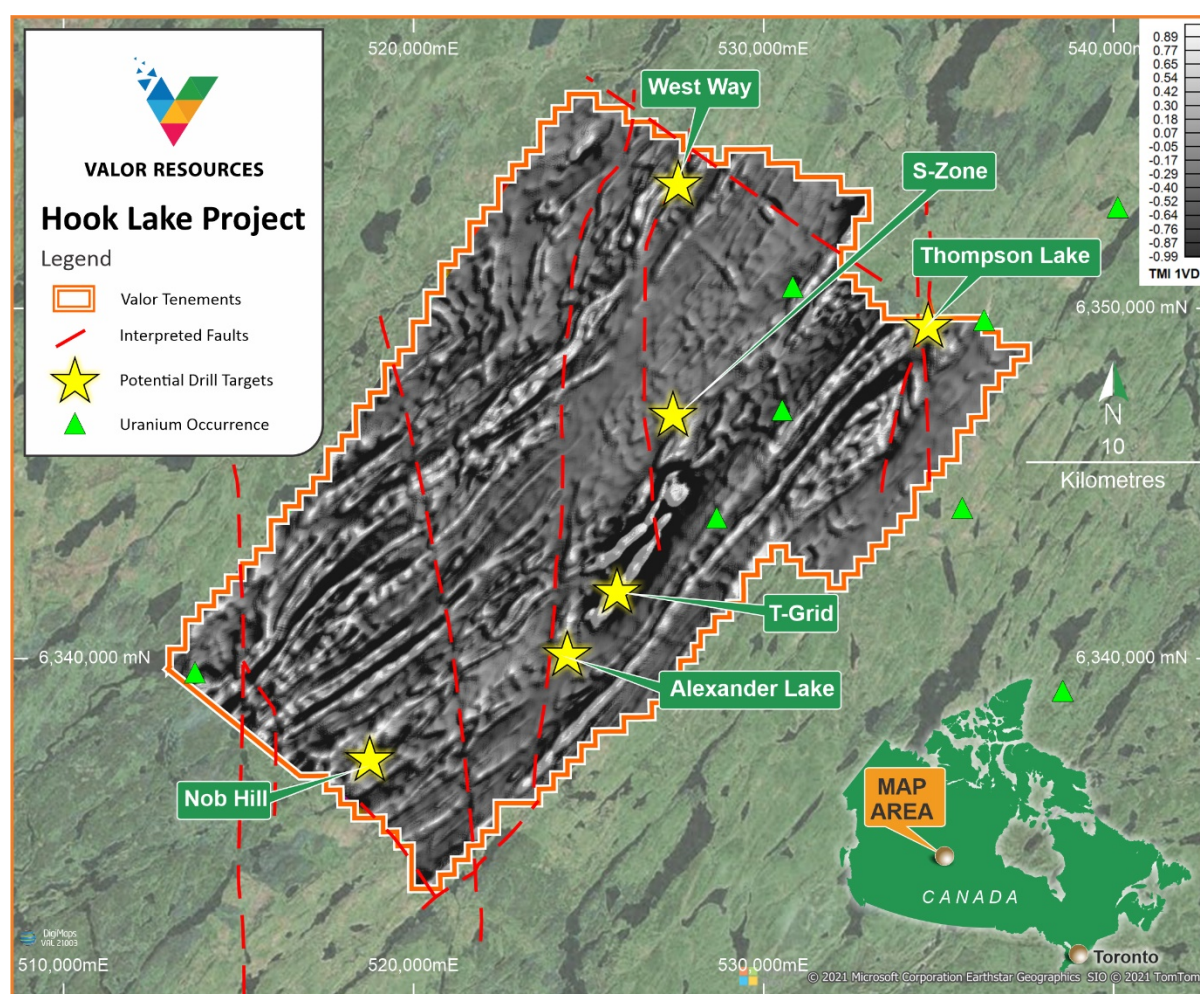 520,000mE
530,000mE
540,000m
VALOR RESOURCES
Hook Lake Project
Legend
Valor Tenements
Interpreted Faults
Potential Drill Targets
Uranium Occurrence
West Way
S-Zone
Thompson Lake
0.89
0.77
0.65
0.54
0.42
0.30
0.18
0.07
-0.05
-0.17
-0.29
-0.40
-0.52
-0.64
-0.76
-0.87
-0.99
TMI 1VD
6,350,000 mN
N
10
Kilometres
T-Grid
6,340,000 mN
6,340,000 mN
Alexander Lake
Nob Hill
MAP
AREA
CANADA
Toronto
DigiMaps
VAL 21003
510,000mE
520,000mE
530,000m
© 2021 Microsoft Corporation Earthstar Geographics SIO © 2021 TomTom